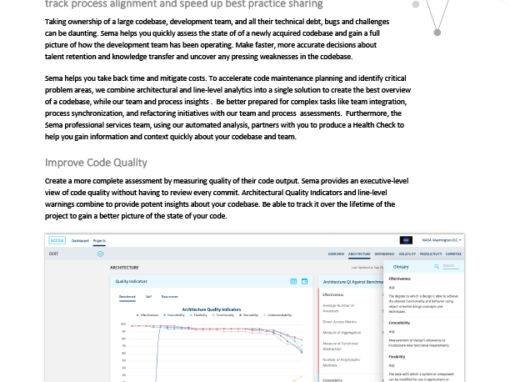 track process alignment and speed up best practice sharing
Taking ownership of a large codebase, development team, and all their technical debt, bugs and challenges
can be daunting. Sema helps you quickly assess the state of of a newly acquired codebase and gain a full
picture of how the development team has been operating. Make faster, more accurate decisions about
talent retention and knowledge transfer and uncover any pressing weaknesses in the codebase.
Sema helps you take back time and mitigate costs. To accelerate code maintenance planning and identify critical
problem areas, we combine architectural and line-level analytics into a single solution to create the best overview
of a codebase, while our team and process insights . Be better prepared for complex tasks like team integration,
process synchronization, and refactoring initiatives with our team and process assessments. Furthermore, the
Sema professional services team, using our automated analysis, partners with you to produce a Health Check to
help you gain information and context quickly about your codebase and team.
Improve Code Quality
Create a more complete assessment by measuring quality of their code output. Sema provides an executive-level
view of code quality without having to review every commit. Architectural Quality Indicators and line-level
warnings combine to provide potent insights about your codebase. Be able to track it over the lifetime of the
project to gain a better picture of the state of your code.
Dashboard Projects
DEBT
OVERVIEW ARCHITECTURE
ARCHITECTURE
Glossary
Quality Indicators
Architecture QI Against Benchmark
Effectiveness
Architecture Quality Indicators
Extensibility
Flexibility